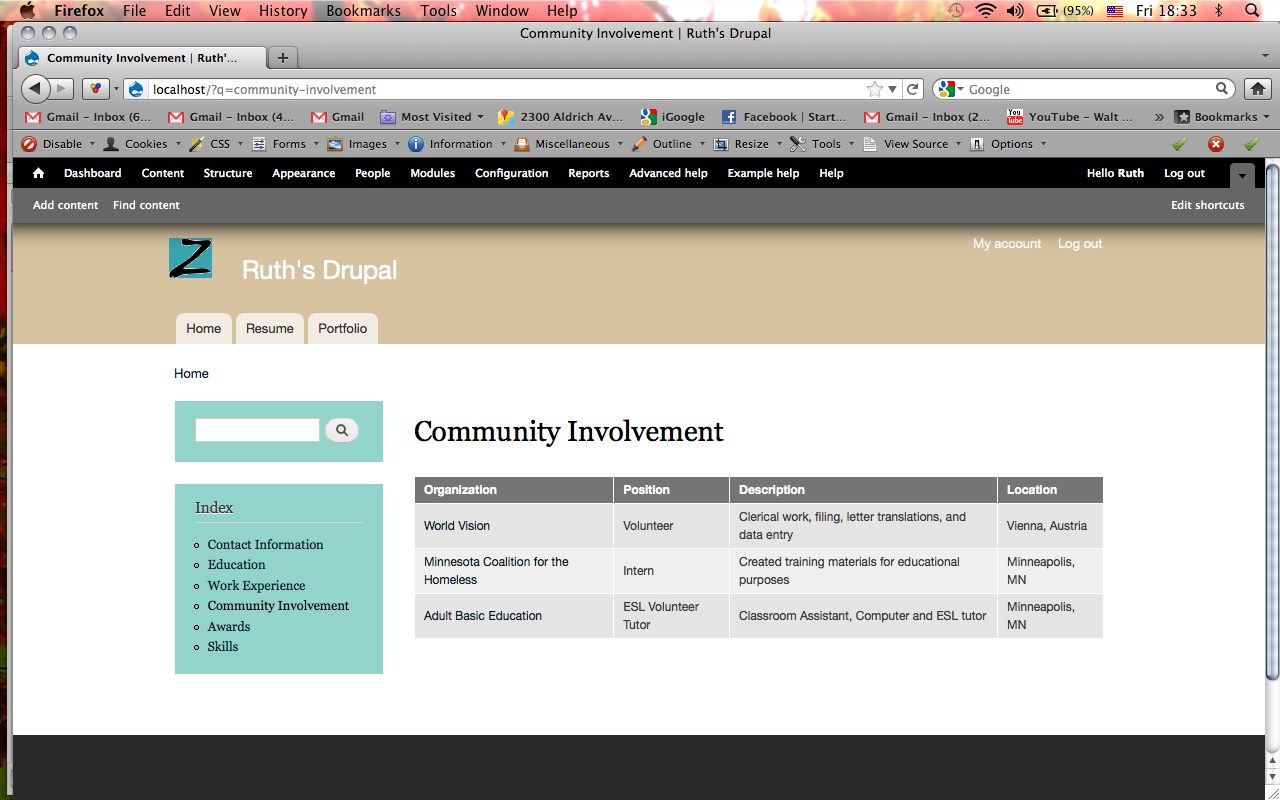 Firefox File Edit View History Bookmarks Tools Window Help (95%) Fri 18:33
Community Involvement | Ruth's Drupal
Community Involvement | Ruth'...
localhost/?q=community-involvement Google
Gmail - Inbox (6... Gmail - Inbox (4... Gmail Most Visited 2300 Aldrich Av... iGoogle Facebook | Start... Gmail - Inbox (2... YouTube - Walt ... » Bookmarks
Disable Cookies CSS Forms Images Information Miscellaneous Outline Resize Tools View Source Options
Dashboard Content Structure Appearance People Modules Configuration Reports Advanced help Example help Help Hello Ruth Log out
Add content Find content Edit shortcuts
My account Log out
Z Ruth's Drupal
Home Resume Portfolio
Home
Community Involvement
Organization Position Description Location
World Vision Volunteer Clerical work, filing, letter translations, and
data entry Vienna, Austria
Minnesota Coalition for the
Homeless Intern Created training materials for educational
purposes Minneapolis,
MN
Adult Basic Education ESL Volunteer
Tutor Classroom Assistant, Computer and ESL tutor Minneapolis,
MN
Index
Contact Information
Education
Work Experience
Community Involvement
Awards
Skills